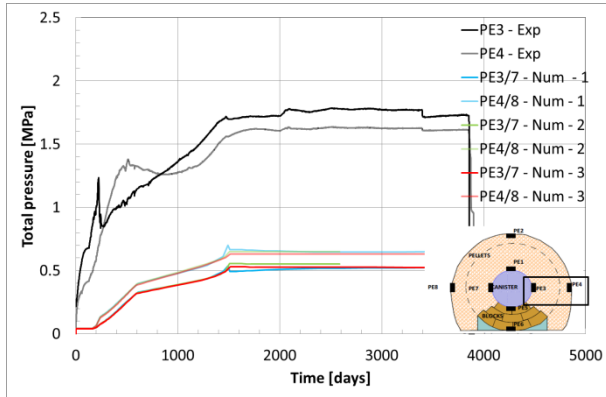 2.5
PE3 - Exp
PE4 - Exp
2
PE3/7 - Num - 1
PE4/8 - Num - 1
1.5
PE3/7 - Num - 2
PE4/8 - Num - 2
1
PE3/7 - Num - 3
PE4/8 - Num - 3
Total pressure [MPa]
0.5
0
PE2
PELLETS
PE1
PE8
PE7
CANISTER
PE3
PE4
PE5
BLOCKS
PE6
0
1000
2000
3000
4000
5000
Time [days]